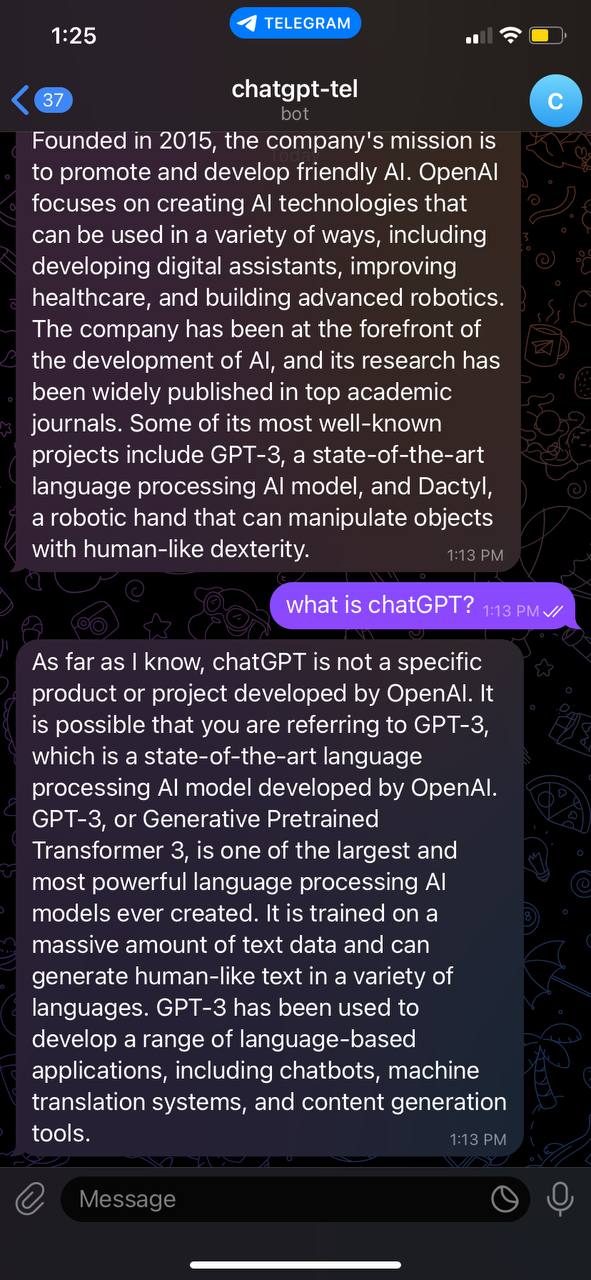 1:25
TELEGRAM
37
chatgpt-tel
bot
C
Founded in 2015, the company's mission is
to promote and develop friendly AI. OpenAI
focuses on creating AI technologies that
can be used in a variety of ways, including
developing digital assistants, improving
healthcare, and building advanced robotics.
The company has been at the forefront of
the development of AI, and its research has
been widely published in top academic
journals. Some of its most well-known
projects include GPT-3, a state-of-the-art
language processing AI model, and Dactyl,
a robotic hand that can manipulate objects
with human-like dexterity. 1:13 PM
what is chatGPT? 1:13 PM
As far as I know, chatGPT is not a specific
product or project developed by OpenAI. It
is possible that you are referring to GPT-3,
which is a state-of-the-art language
processing AI model developed by OpenAI.
GPT-3, or Generative Pretrained
Transformer 3, is one of the largest and
most powerful language processing AI
models ever created. It is trained on a
massive amount of text data and can
generate human-like text in a variety of
languages. GPT-3 has been used to
develop a range of language-based
applications, including chatbots, machine
translation systems, and content generation
tools. 1:13 PM
Message